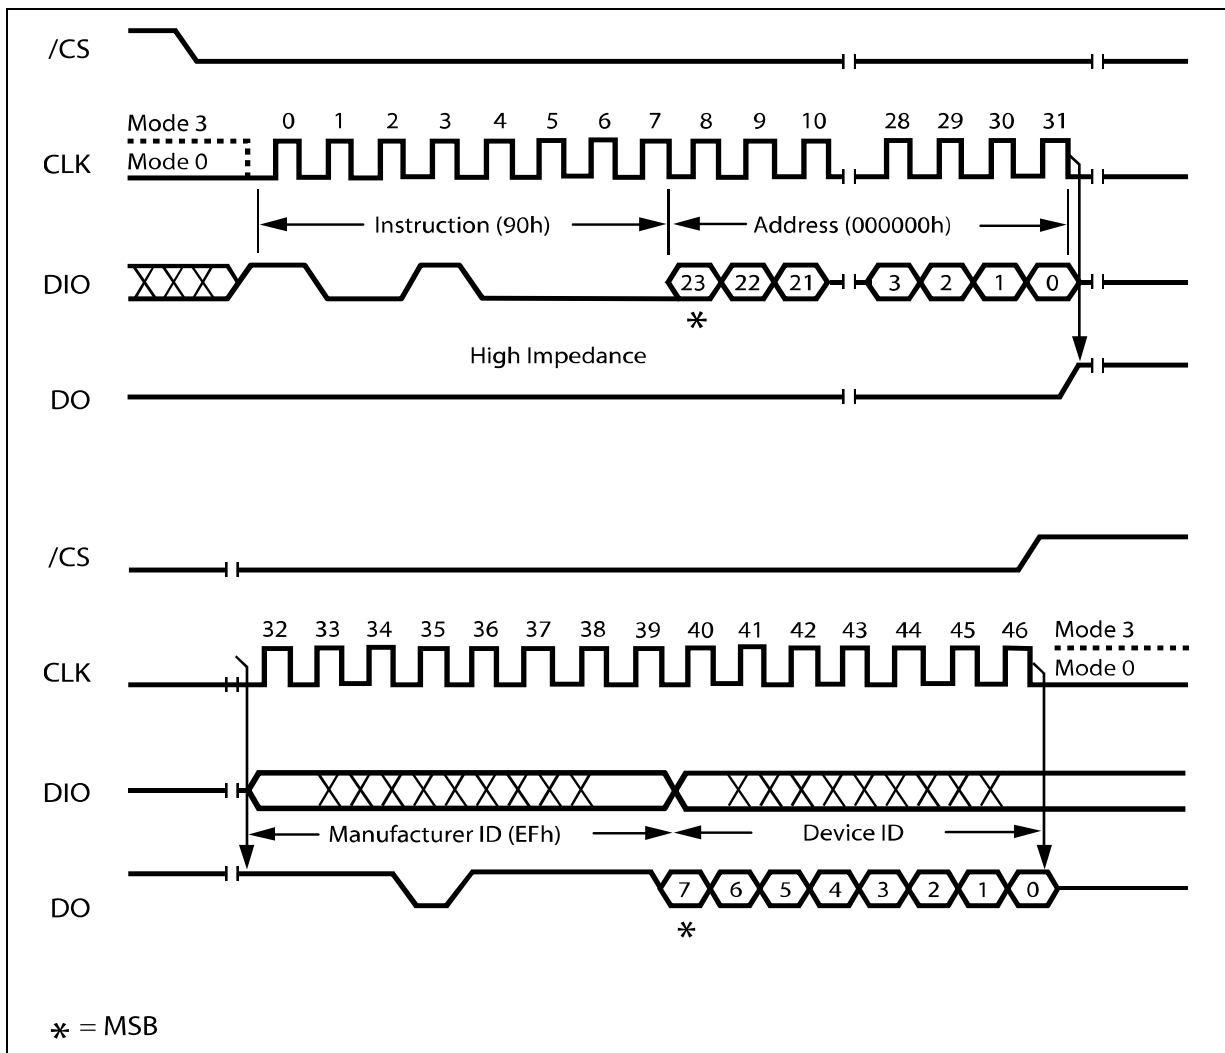 /CS
Mode 3
0 1 2 3 4 5 6 7 8 9 10 28 29 30 31
CLK
Mode 0
Instruction (90h) Address (000000h)
DIO
23 22 21 3 2 1 0
*
High Impedance
DO
/CS
32 33 34 35 36 37 38 39 40 41 42 43 44 45 46 Mode 3
CLK
Mode 0
DIO
Manufacturer ID (EFh) Device ID
DO
7 6 5 4 3 2 1 0
*
* = MSB